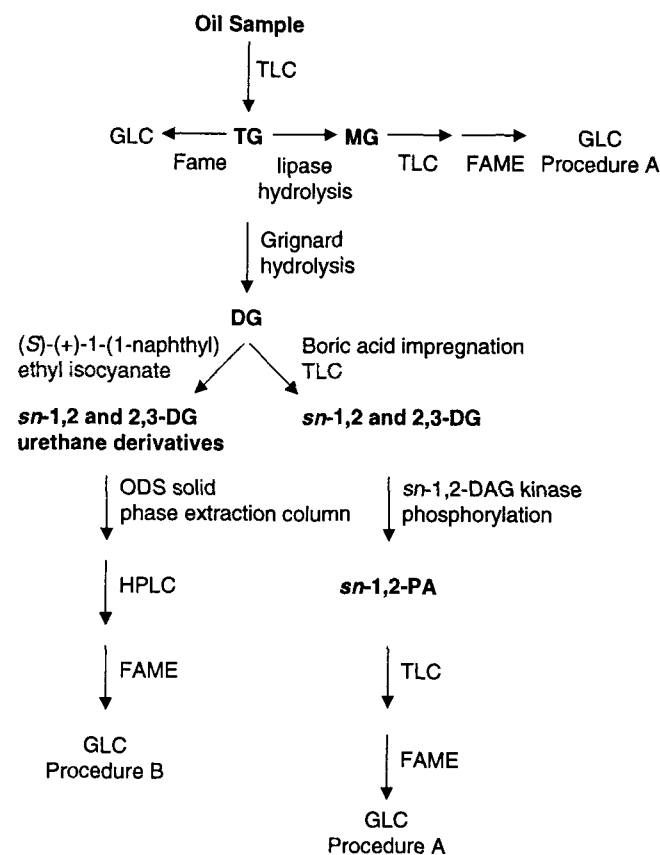 Oil Sample
TLC
GLC TG MG GLC
Fame lipase TLC FAME Procedure A
hydrolysis
Grignard
hydrolysis
DG
(S)-(+)-1-(1-naphthyl)
ethyl isocyanate
Boric acid impregnation
TLC
sn-1,2 and 2,3-DG
urethane derivatives
sn-1,2 and 2,3-DG
ODS solid
phase extraction column
sn-1,2-DAG kinase
phosphorylation
HPLC
sn-1,2-PA
FAME
TLC
GLC
Procedure B
FAME
GLC
Procedure A